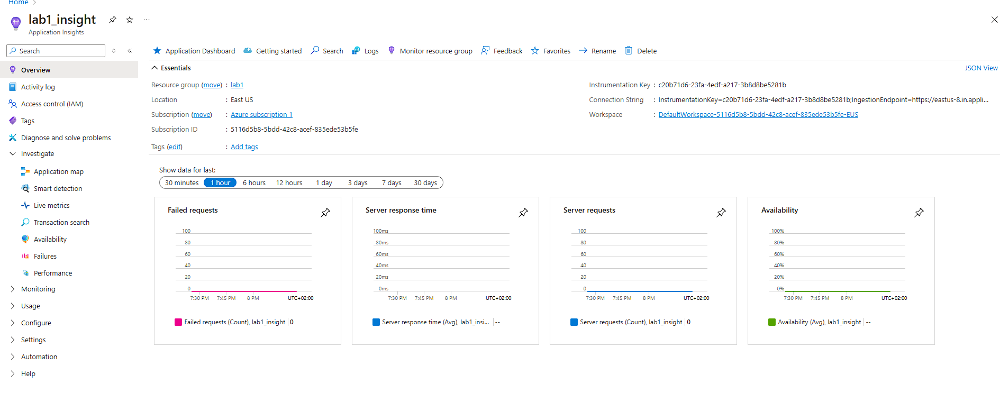 Home
lab1_insight
Application Insights
Search
Overview
Activity log
Access control (IAM)
Tags
Diagnose and solve problems
Investigate
Application map
Smart detection
Live metrics
Transaction search
Availability
Failures
Performance
Monitoring
Usage
Configure
Settings
Automation
Help
Application Dashboard Getting started Search Logs Monitor resource group Feedback Favorites Rename Delete
Essentials
JSON View
Resource group (move) : lab1
Location : East US
Subscription (move) : Azure subscription 1
Subscription ID : 5116d5b8-5bdd-42c8-acef-835ede53b5fe
Tags (edit) : Add tags
Instrumentation Key : c20b71d6-23fa-4edf-a217-3b8d8be5281b
Connection String : InstrumentationKey=c20b71d6-23fa-4edf-a217-3b8d8be5281b;IngestionEndpoint=https://eastus-8.in.appli...
Workspace : DefaultWorkspace-5116d5b8-5bdd-42c8-acef-835ede53b5fe-EUS
Show data for last:
30 minutes 1 hour 6 hours 12 hours 1 day 3 days 7 days 30 days
Failed requests
100
80
60
40
20
0
7:30 PM 7:45 PM 8 PM UTC+02:00
Failed requests (Count), lab1_insight 0
Server response time
100ms
80ms
60ms
40ms
20ms
0ms
7:30 PM 7:45 PM 8 PM UTC+02:00
Server response time (Avg), lab1_insi... --
Server requests
100
80
60
40
20
0
7:30 PM 7:45 PM 8 PM UTC+02:00
Server requests (Count), lab1_insight 0
Availability
100%
80%
60%
40%
20%
0%
7:30 PM 7:45 PM 8 PM UTC+02:00
Availability (Avg), lab1_insight --